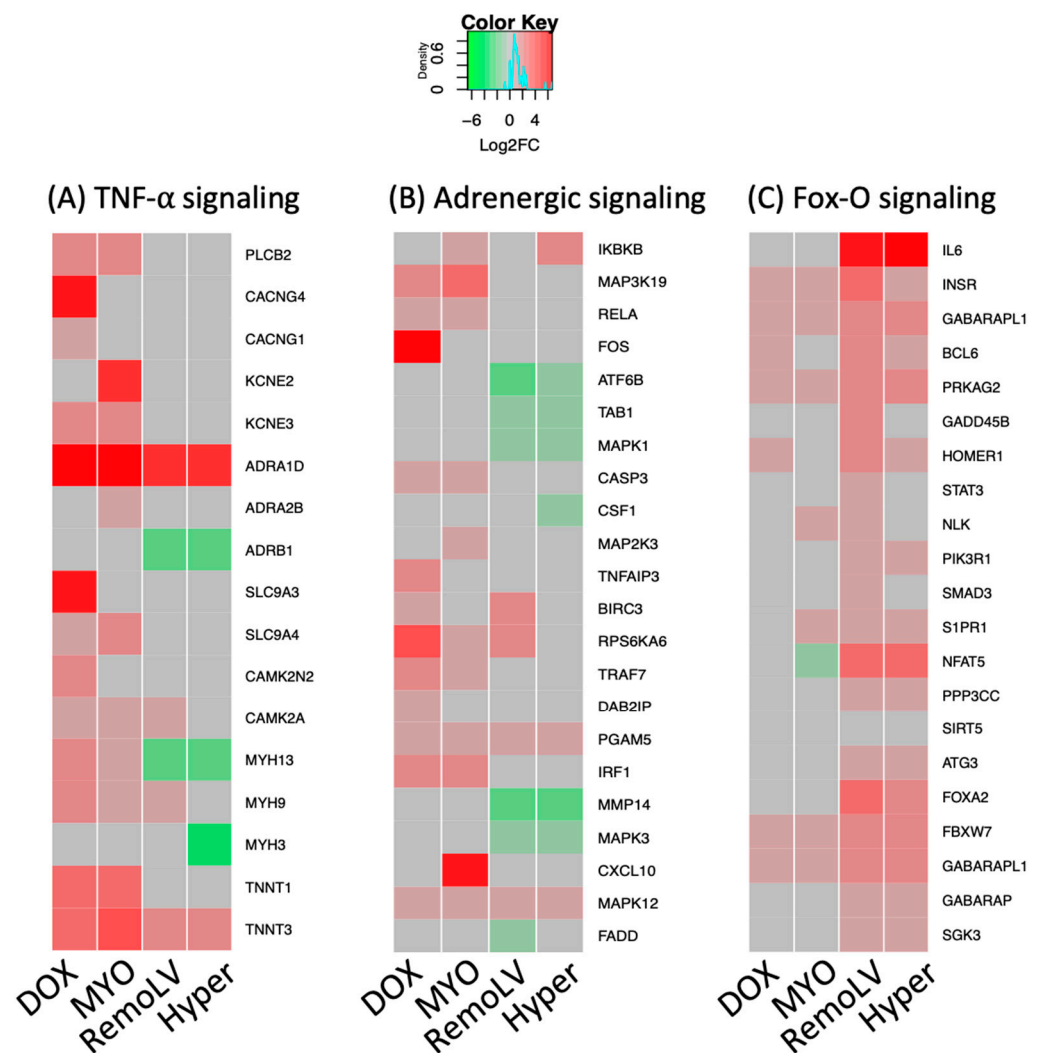 Color Key
Density
0 0.6
-6 0 4
Log2FC
(A) TNF-α signaling
PLCB2
CACNG4
CACNG1
KCNE2
KCNE3
ADRA1D
ADRA2B
ADRB1
SLC9A3
SLC9A4
CAMK2N2
CAMK2A
MYH13
MYH9
MYH3
TNNT1
TNNT3
DOX
MYO
RemoLV
Hyper
(B) Adrenergic signaling
IKBKB
MAP3K19
RELA
FOS
ATF6B
TAB1
MAPK1
CASP3
CSF1
MAP2K3
TNFAIP3
BIRC3
RPS6KA6
TRAF7
DAB2IP
PGAM5
IRF1
MMP14
MAPK3
CXCL10
MAPK12
FADD
DOX
MYO
RemoLV
Hyper
(C) Fox-O signaling
IL6
INSR
GABARAPL1
BCL6
PRKAG2
GADD45B
HOMER1
STAT3
NLK
PIK3R1
SMAD3
S1PR1
NFAT5
PPP3CC
SIRT5
ATG3
FOXA2
FBXW7
GABARAPL1
GABARAP
SGK3
DOX
MYO
RemoLV
Hyper